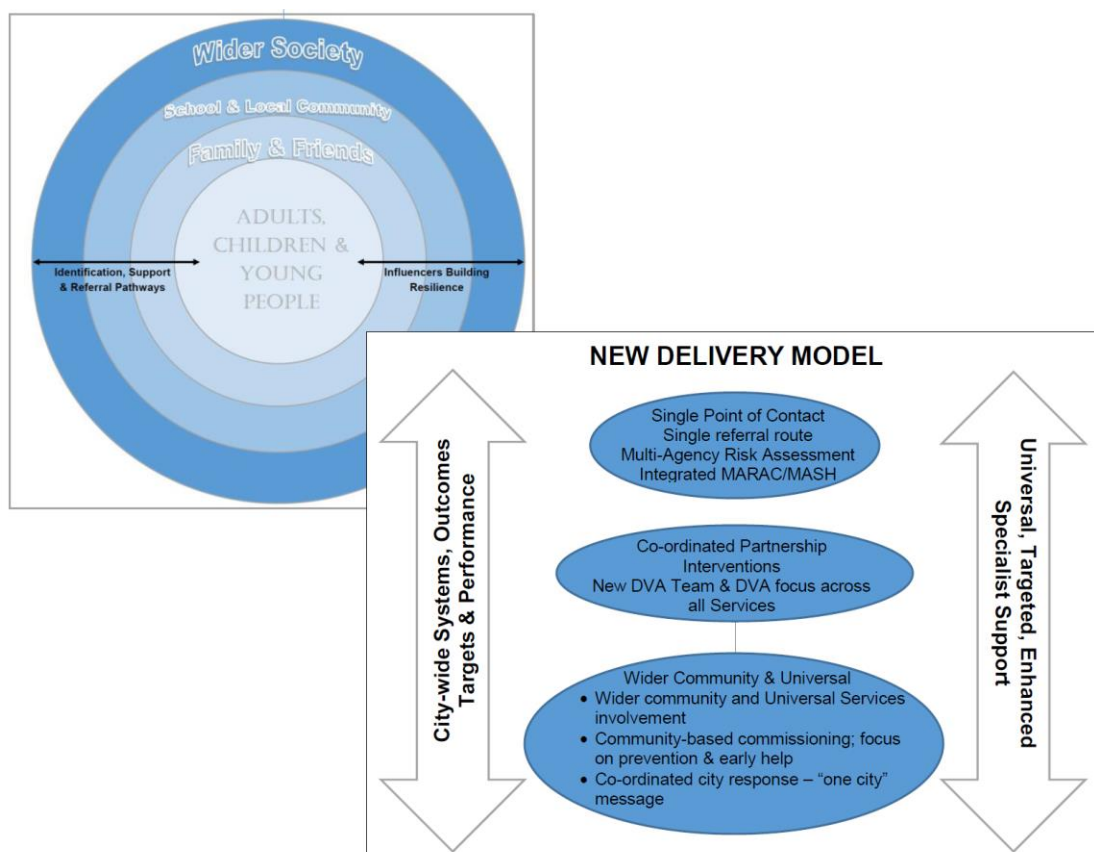 Wider Society
School & Local Community
Family & Friends
ADULTS,
CHILDREN &
YOUNG
PEOPLE
Identification, Support
& Referral Pathways
Influencers Building
Resilience
NEW DELIVERY MODEL
City-wide Systems, Outcomes
Targets & Performance
Single Point of Contact
Single referral route
Multi-Agency Risk Assessment
Integrated MARAC/MASH
Co-ordinated Partnership
Interventions
New DVA Team & DVA focus across
all Services
Wider Community & Universal
• Wider community and Universal Services
involvement
• Community-based commissioning; focus
on prevention & early help
• Co-ordinated city response – “one city”
message
Universal, Targeted, Enhanced
Specialist Support